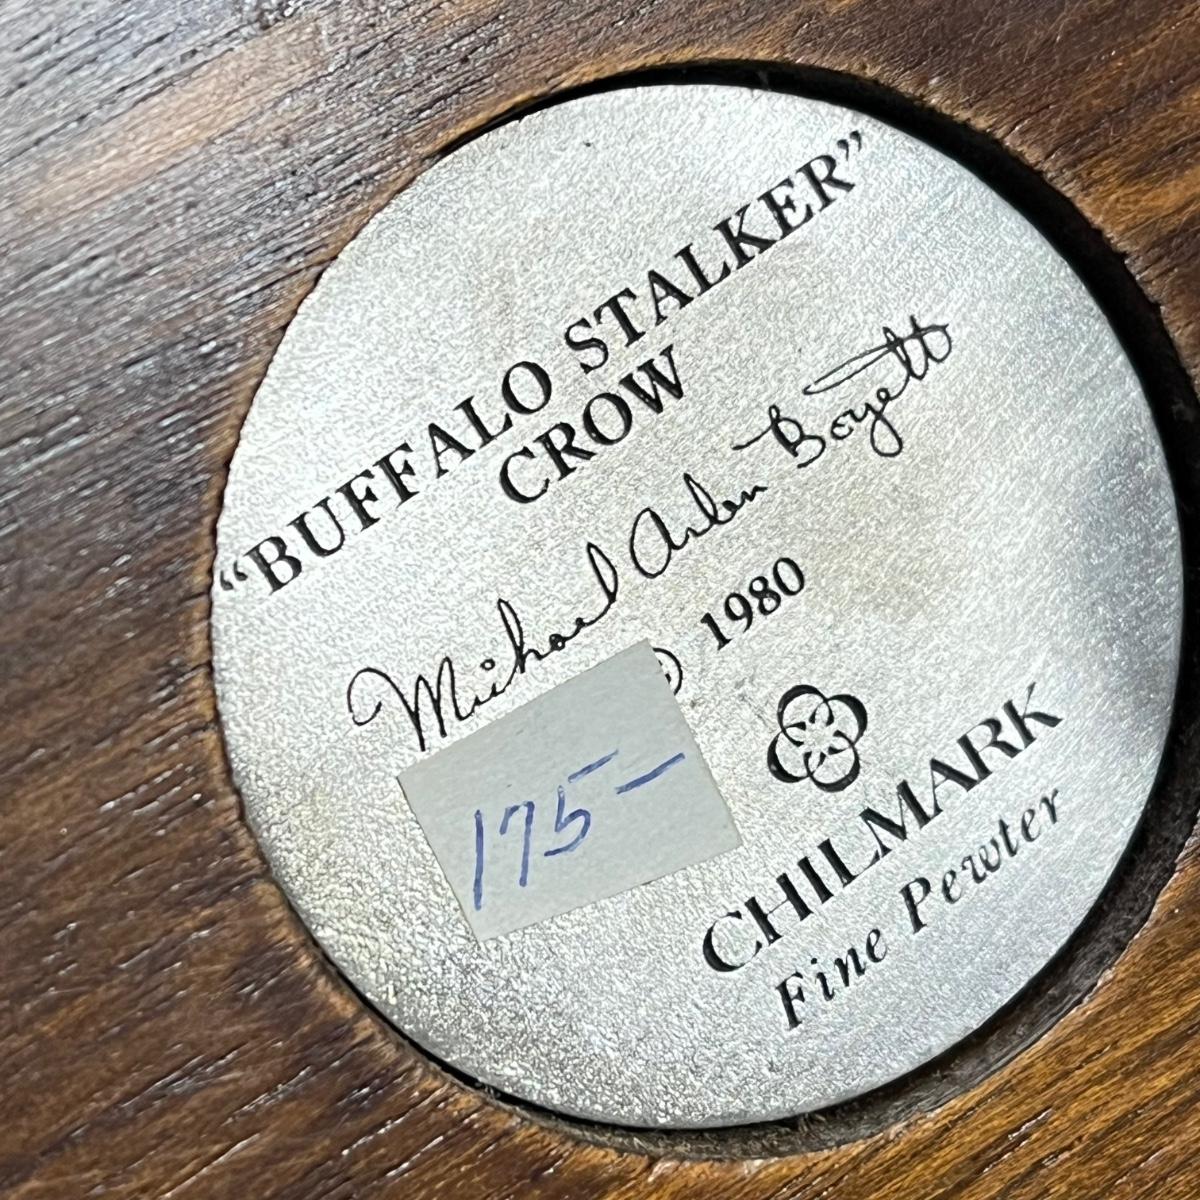 “BUFFALO STALKER”
CROW
Michael Arlen Boyett
© 1980
175-
CHILMARK
Fine Pewter